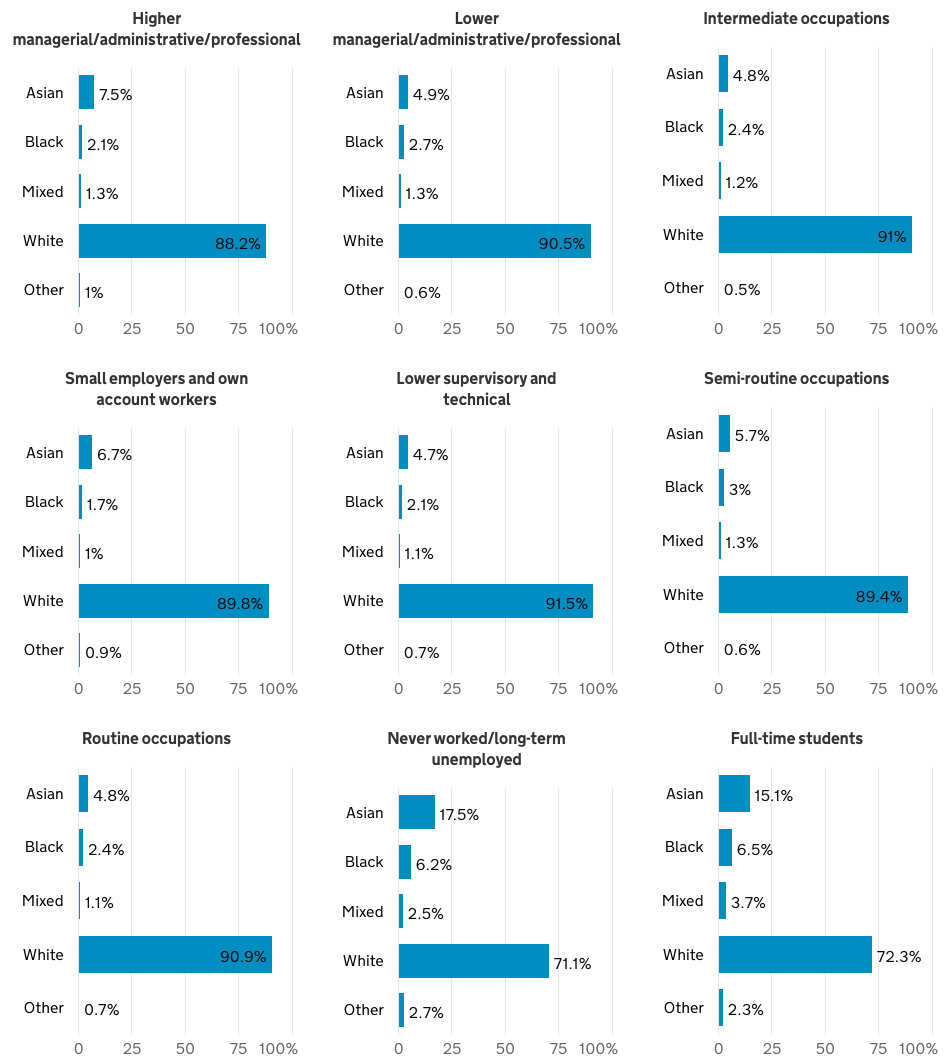 Higher
managerial/administrative/professional
Asian 7.5%
Black 2.1%
Mixed 1.3%
White 88.2%
Other 1%
0 25 50 75 100%
Lower
managerial/administrative/professional
Asian 4.9%
Black 2.7%
Mixed 1.3%
White 90.5%
Other 0.6%
0 25 50 75 100%
Intermediate occupations
Asian 4.8%
Black 2.4%
Mixed 1.2%
White 91%
Other 0.5%
0 25 50 75 100%
Small employers and own
account workers
Asian 6.7%
Black 1.7%
Mixed 1%
White 89.8%
Other 0.9%
0 25 50 75 100%
Lower supervisory and
technical
Asian 4.7%
Black 2.1%
Mixed 1.1%
White 91.5%
Other 0.7%
0 25 50 75 100%
Semi-routine occupations
Asian 5.7%
Black 3%
Mixed 1.3%
White 89.4%
Other 0.6%
0 25 50 75 100%
Routine occupations
Asian 4.8%
Black 2.4%
Mixed 1.1%
White 90.9%
Other 0.7%
0 25 50 75 100%
Never worked/long-term
unemployed
Asian 17.5%
Black 6.2%
Mixed 2.5%
White 71.1%
Other 2.7%
0 25 50 75 100%
Full-time students
Asian 15.1%
Black 6.5%
Mixed 3.7%
White 72.3%
Other 2.3%
0 25 50 75 100%